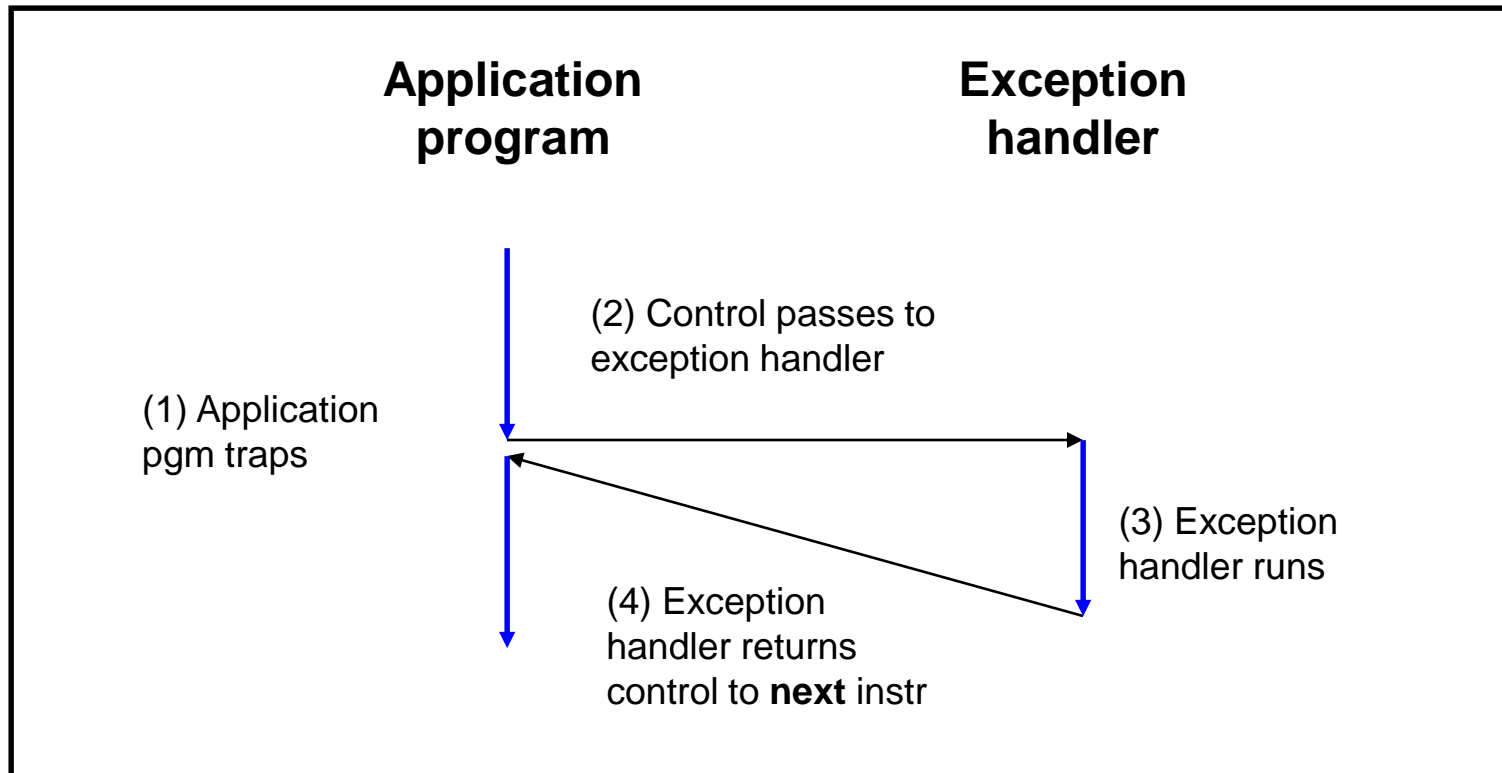 Application
program
Exception
handler
(2) Control passes to
exception handler
(1) Application
pgm traps
(3) Exception
handler runs
(4) Exception
handler returns
control to next instr